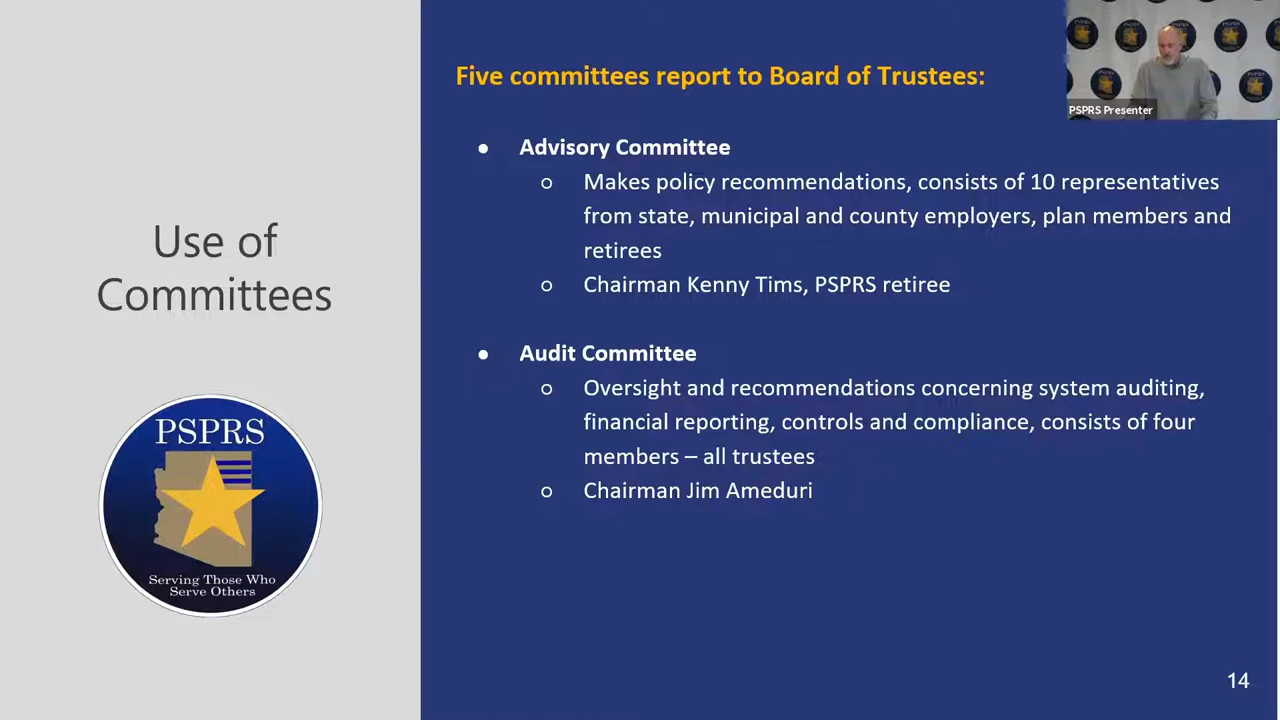 Use of
Committees
PSPRS
Serving Those Who
Serve Others
Five committees report to Board of Trustees:
● Advisory Committee
○ Makes policy recommendations, consists of 10 representatives
from state, municipal and county employers, plan members and
retirees
○ Chairman Kenny Tims, PSPRS retiree
● Audit Committee
○ Oversight and recommendations concerning system auditing,
financial reporting, controls and compliance, consists of four
members – all trustees
○ Chairman Jim Ameduri
PSPRS Presenter
14